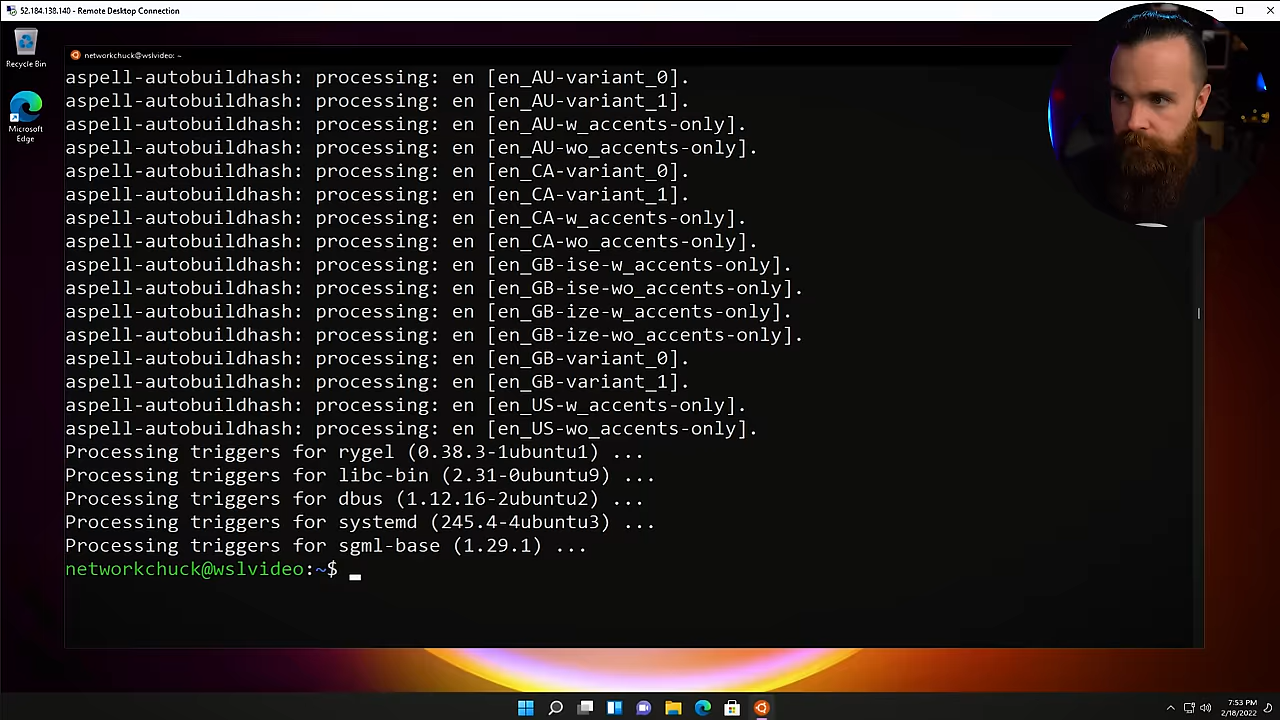 52.184.138.140 - Remote Desktop Connection
Recycle Bin
Microsoft
Edge
networkchuck@wslvideo: ~
aspell-autobuildhash: processing: en [en_AU-variant_0].
aspell-autobuildhash: processing: en [en_AU-variant_1].
aspell-autobuildhash: processing: en [en_AU-w_accents-only].
aspell-autobuildhash: processing: en [en_AU-wo_accents-only].
aspell-autobuildhash: processing: en [en_CA-variant_0].
aspell-autobuildhash: processing: en [en_CA-variant_1].
aspell-autobuildhash: processing: en [en_CA-w_accents-only].
aspell-autobuildhash: processing: en [en_CA-wo_accents-only].
aspell-autobuildhash: processing: en [en_GB-ise-w_accents-only].
aspell-autobuildhash: processing: en [en_GB-ise-wo_accents-only].
aspell-autobuildhash: processing: en [en_GB-ize-w_accents-only].
aspell-autobuildhash: processing: en [en_GB-ize-wo_accents-only].
aspell-autobuildhash: processing: en [en_GB-variant_0].
aspell-autobuildhash: processing: en [en_GB-variant_1].
aspell-autobuildhash: processing: en [en_US-w_accents-only].
aspell-autobuildhash: processing: en [en_US-wo_accents-only].
Processing triggers for rygel (0.38.3-1ubuntu1) ...
Processing triggers for libc-bin (2.31-0ubuntu9) ...
Processing triggers for dbus (1.12.16-2ubuntu2) ...
Processing triggers for systemd (245.4-4ubuntu3) ...
Processing triggers for sgml-base (1.29.1) ...
networkchuck@wslvideo:~$
7:53 PM
2/18/2022